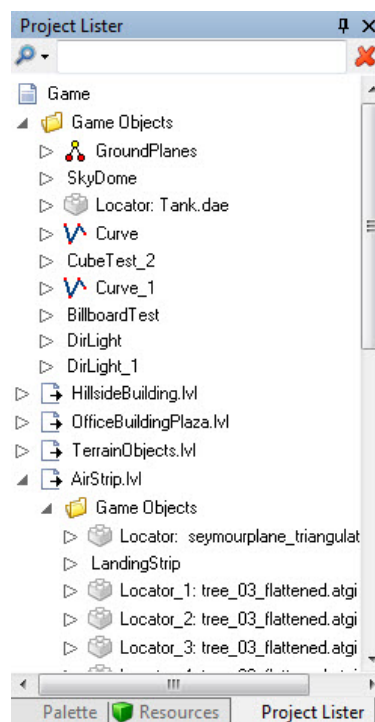 Project Lister
Game
Game Objects
GroundPlanes
SkyDome
Locator: Tank.dae
Curve
CubeTest_2
Curve_1
BillboardTest
DirLight
DirLight_1
HillsideBuilding.lvl
OfficeBuildingPlaza.lvl
TerrainObjects.lvl
AirStrip.lvl
Game Objects
Locator: seymourplane_triangulat
LandingStrip
Locator_1: tree_03_flattened.atgi
Locator_2: tree_03_flattened.atgi
Locator_3: tree_03_flattened.atgi
Palette Resources Project Lister